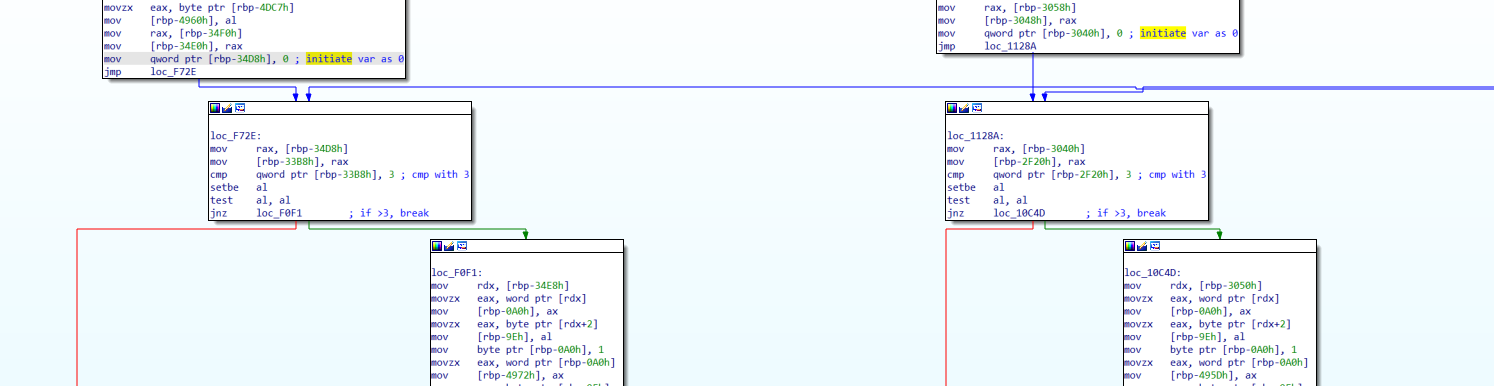 movzx eax, byte ptr [rbp-4DC7h]
mov [rbp-4960h], al
mov rax, [rbp-34F0h]
mov [rbp-34E0h], rax
mov qword ptr [rbp-34D8h], 0 ; initiate var as 0
jmp loc_F72E
mov rax, [rbp-3058h]
mov [rbp-3048h], rax
mov qword ptr [rbp-3040h], 0 ; initiate var as 0
jmp loc_1128A
loc_F72E:
mov rax, [rbp-34D8h]
mov [rbp-33B8h], rax
cmp qword ptr [rbp-33B8h], 3 ; cmp with 3
setbe al
test al, al
jnz loc_F0F1 ; if >3, break
loc_1128A:
mov rax, [rbp-3040h]
mov [rbp-2F20h], rax
cmp qword ptr [rbp-2F20h], 3 ; cmp with 3
setbe al
test al, al
jnz loc_10C4D ; if >3, break
loc_F0F1:
mov rdx, [rbp-34E8h]
movzx eax, word ptr [rdx]
mov [rbp-0A0h], ax
movzx eax, byte ptr [rdx+2]
mov [rbp-9Eh], al
mov byte ptr [rbp-0A0h], 1
movzx eax, word ptr [rbp-0A0h]
mov [rbp-4972h], ax
loc_10C4D:
mov rdx, [rbp-3050h]
movzx eax, word ptr [rdx]
mov [rbp-0A0h], ax
movzx eax, byte ptr [rdx+2]
mov [rbp-9Eh], al
mov byte ptr [rbp-0A0h], 1
movzx eax, word ptr [rbp-0A0h]
mov [rbp-495Dh], ax